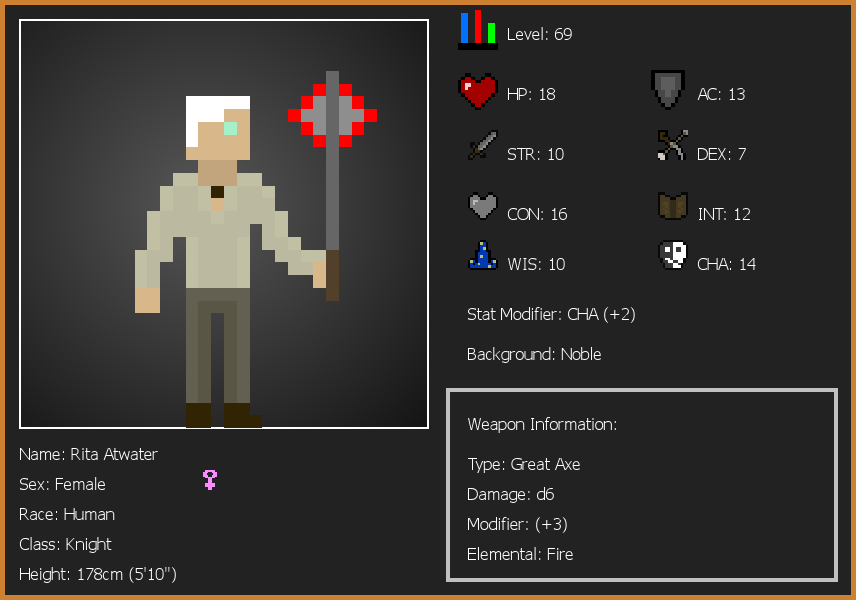 Level: 69
HP: 18
AC: 13
STR: 10
DEX: 7
CON: 16
INT: 12
WIS: 10
CHA: 14
Stat Modifier: CHA (+2)
Background: Noble
Weapon Information:
Type: Great Axe
Damage: d6
Modifier: (+3)
Elemental: Fire
Name: Rita Atwater
Sex: Female
Race: Human
Class: Knight
Height: 178cm (5'10")